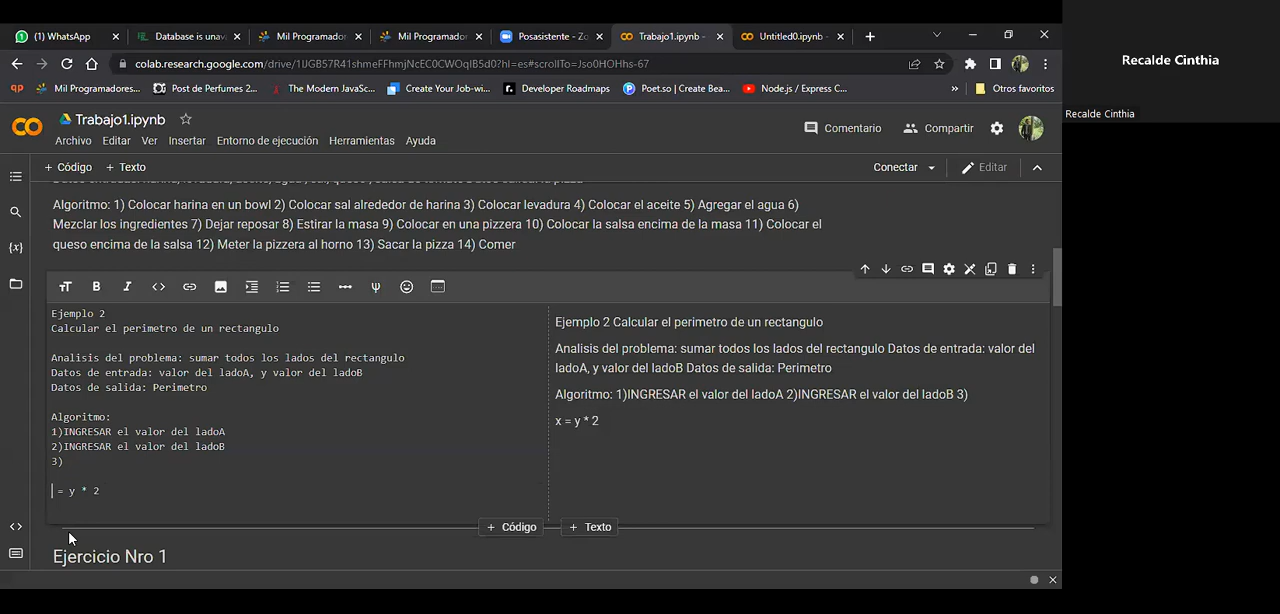 (1) WhatsApp
Database is unav
Mil Programador
Mil Programador
Posasistente - Zo
Trabajo1.ipynb -
Untitled0.ipynb -
colab.research.google.com/drive/1IJGB57R41shmeFFhmjNcEC0CWOqIB5d0?hl=es#scrollTo=Jso0HOHhs-67
Mil Programadores...
Post de Perfumes 2...
The Modern JavaSc...
Create Your Job-wi...
Developer Roadmaps
Poet.so | Create Bea...
Node.js / Express C...
Otros favoritos
Trabajo1.ipynb
Archivo Editar Ver Insertar Entorno de ejecución Herramientas Ayuda
Comentario
Compartir
+ Código + Texto
Conectar
Editar
Algoritmo: 1) Colocar harina en un bowl 2) Colocar sal alrededor de harina 3) Colocar levadura 4) Colocar el aceite 5) Agregar el agua 6)
Mezclar los ingredientes 7) Dejar reposar 8) Estirar la masa 9) Colocar en una pizzera 10) Colocar la salsa encima de la masa 11) Colocar el
queso encima de la salsa 12) Meter la pizzera al horno 13) Sacar la pizza 14) Comer
Ejemplo 2
Calcular el perimetro de un rectangulo
Analisis del problema: sumar todos los lados del rectangulo
Datos de entrada: valor del ladoA, y valor del ladoB
Datos de salida: Perimetro
Algoritmo:
1)INGRESAR el valor del ladoA
2)INGRESAR el valor del ladoB
3)
= y * 2
Ejemplo 2 Calcular el perimetro de un rectangulo
Analisis del problema: sumar todos los lados del rectangulo Datos de entrada: valor del
ladoA, y valor del ladoB Datos de salida: Perimetro
Algoritmo: 1)INGRESAR el valor del ladoA 2)INGRESAR el valor del ladoB 3)
x = y * 2
+ Código + Texto
Ejercicio Nro 1
Recalde Cinthia
Recalde Cinthia